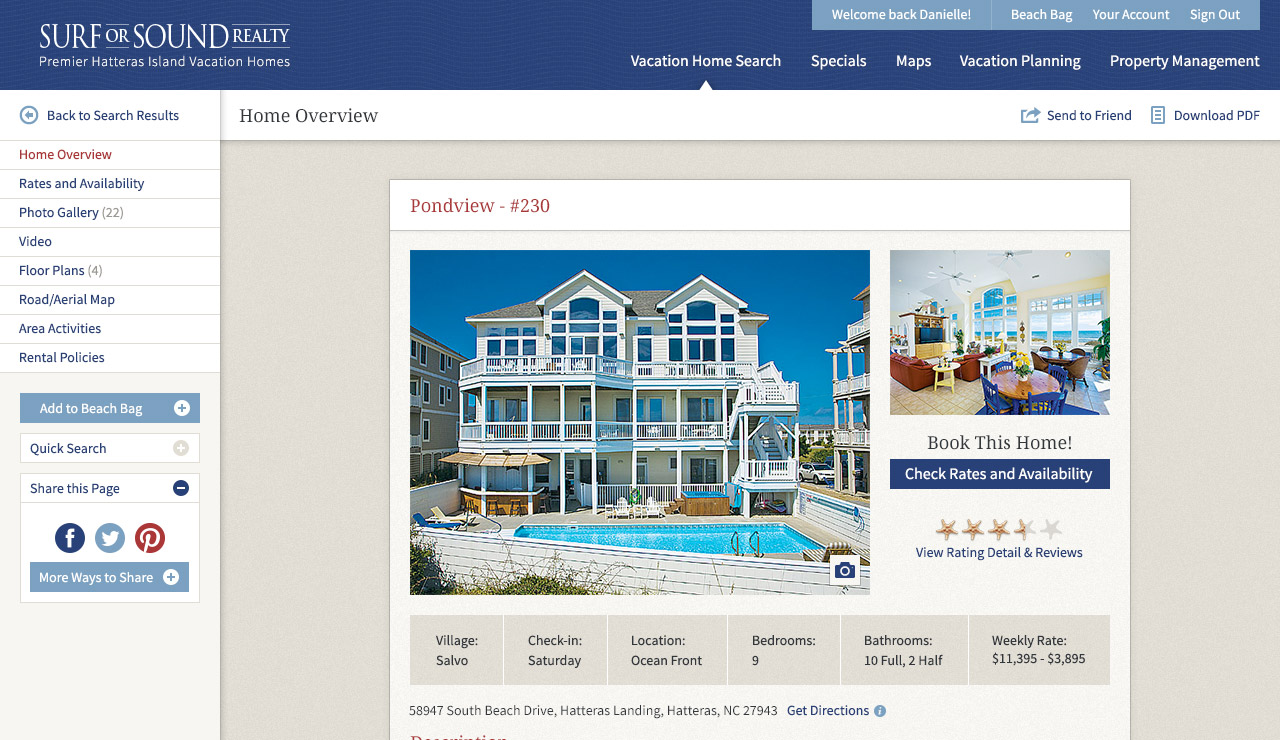 Welcome back Danielle!
Beach Bag
Your Account
Sign Out
SURF OR SOUND REALTY
Premier Hatteras Island Vacation Homes
Vacation Home Search
Specials
Maps
Vacation Planning
Property Management
Back to Search Results
Home Overview
Send to Friend
Download PDF
Home Overview
Rates and Availability
Photo Gallery (22)
Video
Floor Plans (4)
Road/Aerial Map
Area Activities
Rental Policies
Add to Beach Bag
Quick Search
Share this Page
More Ways to Share
Pondview - #230
Book This Home!
Check Rates and Availability
View Rating Detail & Reviews
Village:
Salvo
Check-in:
Saturday
Location:
Ocean Front
Bedrooms:
9
Bathrooms:
10 Full, 2 Half
Weekly Rate:
$11,395 - $3,895
58947 South Beach Drive, Hatteras Landing, Hatteras, NC 27943 Get Directions
Description